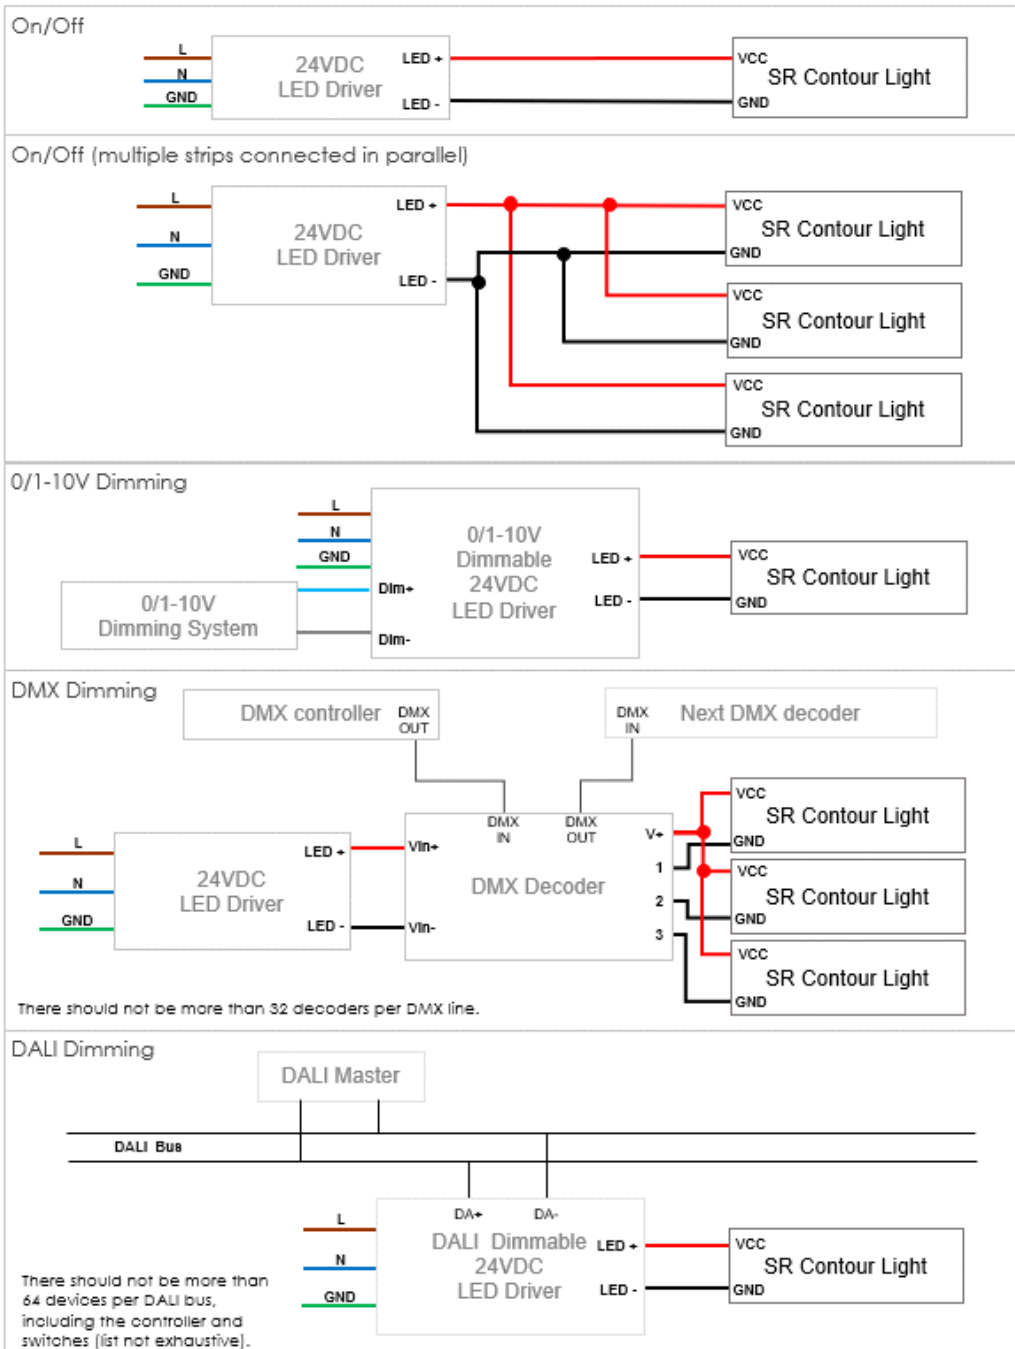 On/Off
L
N
GND
24VDC
LED Driver
LED +
LED -
VCC
SR Contour Light
GND
On/Off (multiple strips connected in parallel)
L
N
GND
24VDC
LED Driver
LED +
LED -
VCC
SR Contour Light
GND
VCC
SR Contour Light
GND
VCC
SR Contour Light
GND
0/1-10V Dimming
L
N
GND
0/1-10V
Dimming System
Dim+
Dim-
0/1-10V
Dimmable
24VDC
LED Driver
LED +
LED -
VCC
SR Contour Light
GND
DMX Dimming
DMX controller
DMX
OUT
DMX
IN
Next DMX decoder
L
N
GND
24VDC
LED Driver
LED +
LED -
Vin+
Vin-
DMX
IN
DMX
OUT
DMX Decoder
V+
1
2
3
VCC
SR Contour Light
GND
VCC
SR Contour Light
GND
VCC
SR Contour Light
GND
There should not be more than 32 decoders per DMX line.
DALI Dimming
DALI Master
DALI Bus
L
N
GND
DA+
DA-
DALI Dimmable
24VDC
LED Driver
LED +
LED -
VCC
SR Contour Light
GND
There should not be more than
64 devices per DALI bus,
including the controller and
switches (list not exhaustive).